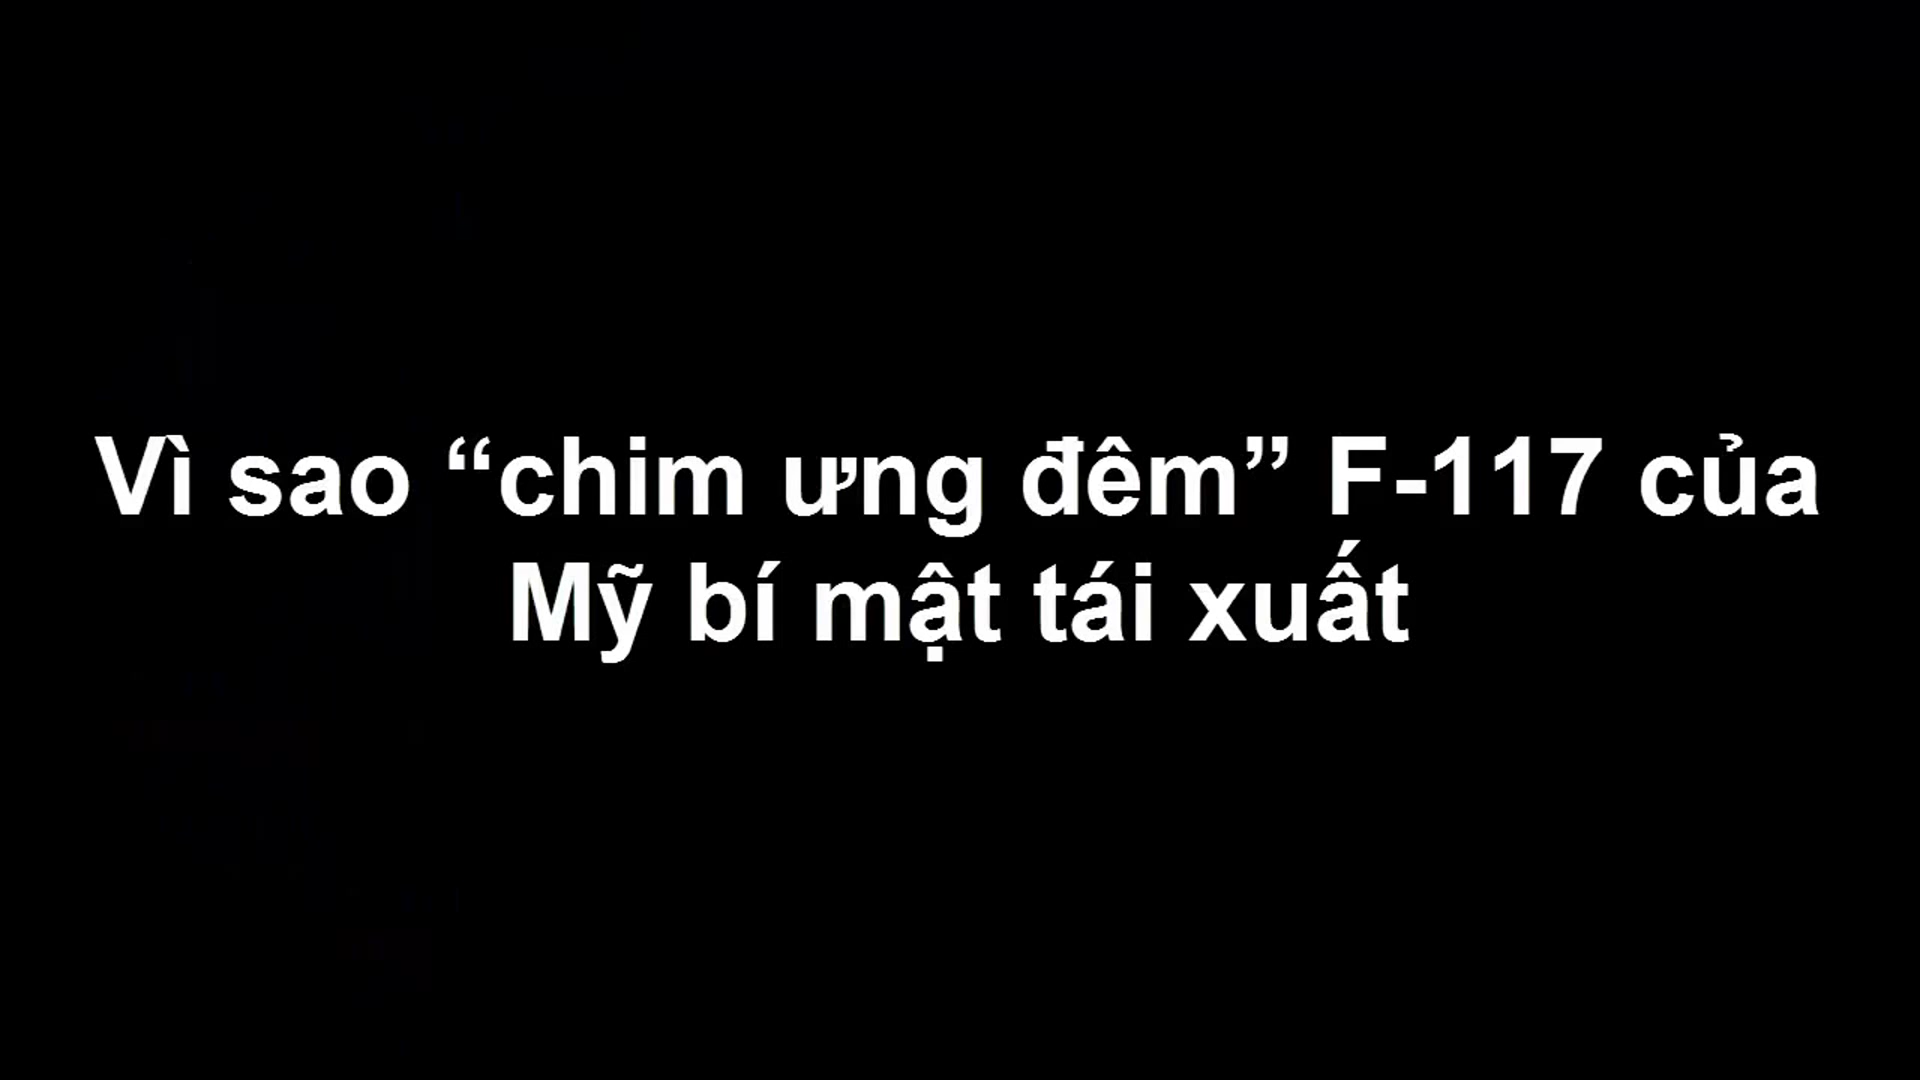 Vì sao “chim ưng đêm” F-117 của
Mỹ bí mật tái xuất